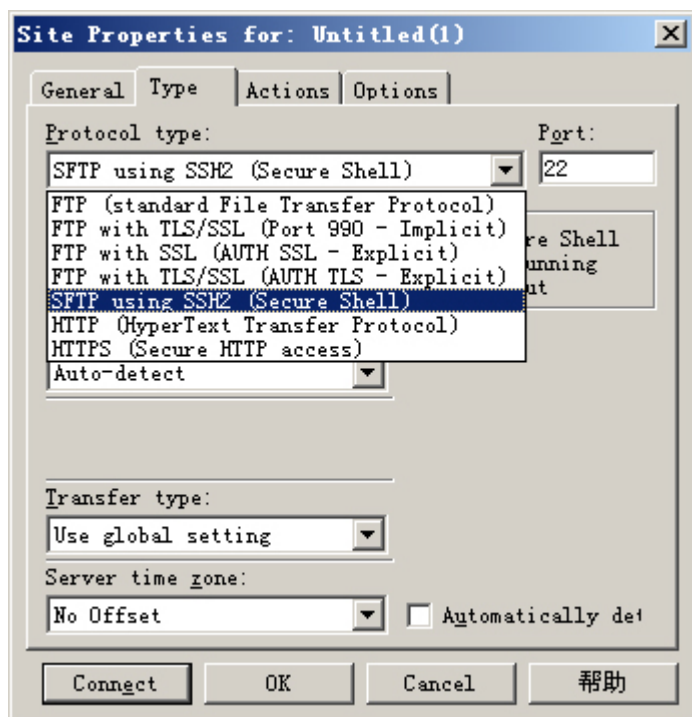 Site Properties for: Untitled(1)
General Type Actions Options
Protocol type: Port:
SFTP using SSH2 (Secure Shell) 22
FTP (standard File Transfer Protocol)
FTP with TLS/SSL (Port 990 - Implicit)
FTP with SSL (AUTH SSL - Explicit) re Shell
FTP with TLS/SSL (AUTH TLS - Explicit) unning
SFTP using SSH2 (Secure Shell) ut
HTTP (HyperText Transfer Protocol)
HTTPS (Secure HTTP access)
Auto-detect
Transfer type:
Use global setting
Server time zone:
No Offset Automatically det
Connect OK Cancel 帮助